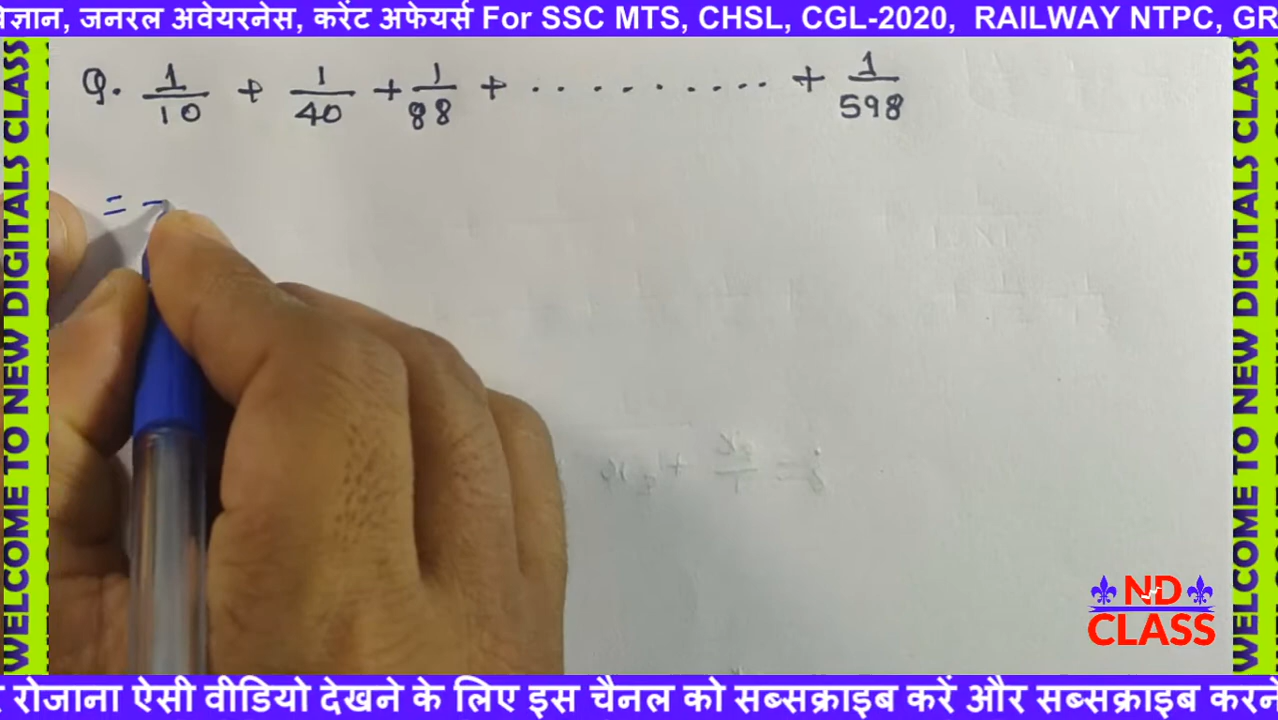 विज्ञान, जनरल अवेयरनेस, करेंट अफेयर्स For SSC MTS, CHSL, CGL-2020, RAILWAY NTPC, GR
Q. 1/10 + 1/40 + 1/88 + .......... + 1/598
= -
WELCOME TO NEW DIGITALS CLASS
WELCOME TO NEW DIGITALS CLASS
ND
CLASS
रोजाना ऐसी वीडियो देखने के लिए इस चैनल को सब्सक्राइब करें और सब्सक्राइब करने